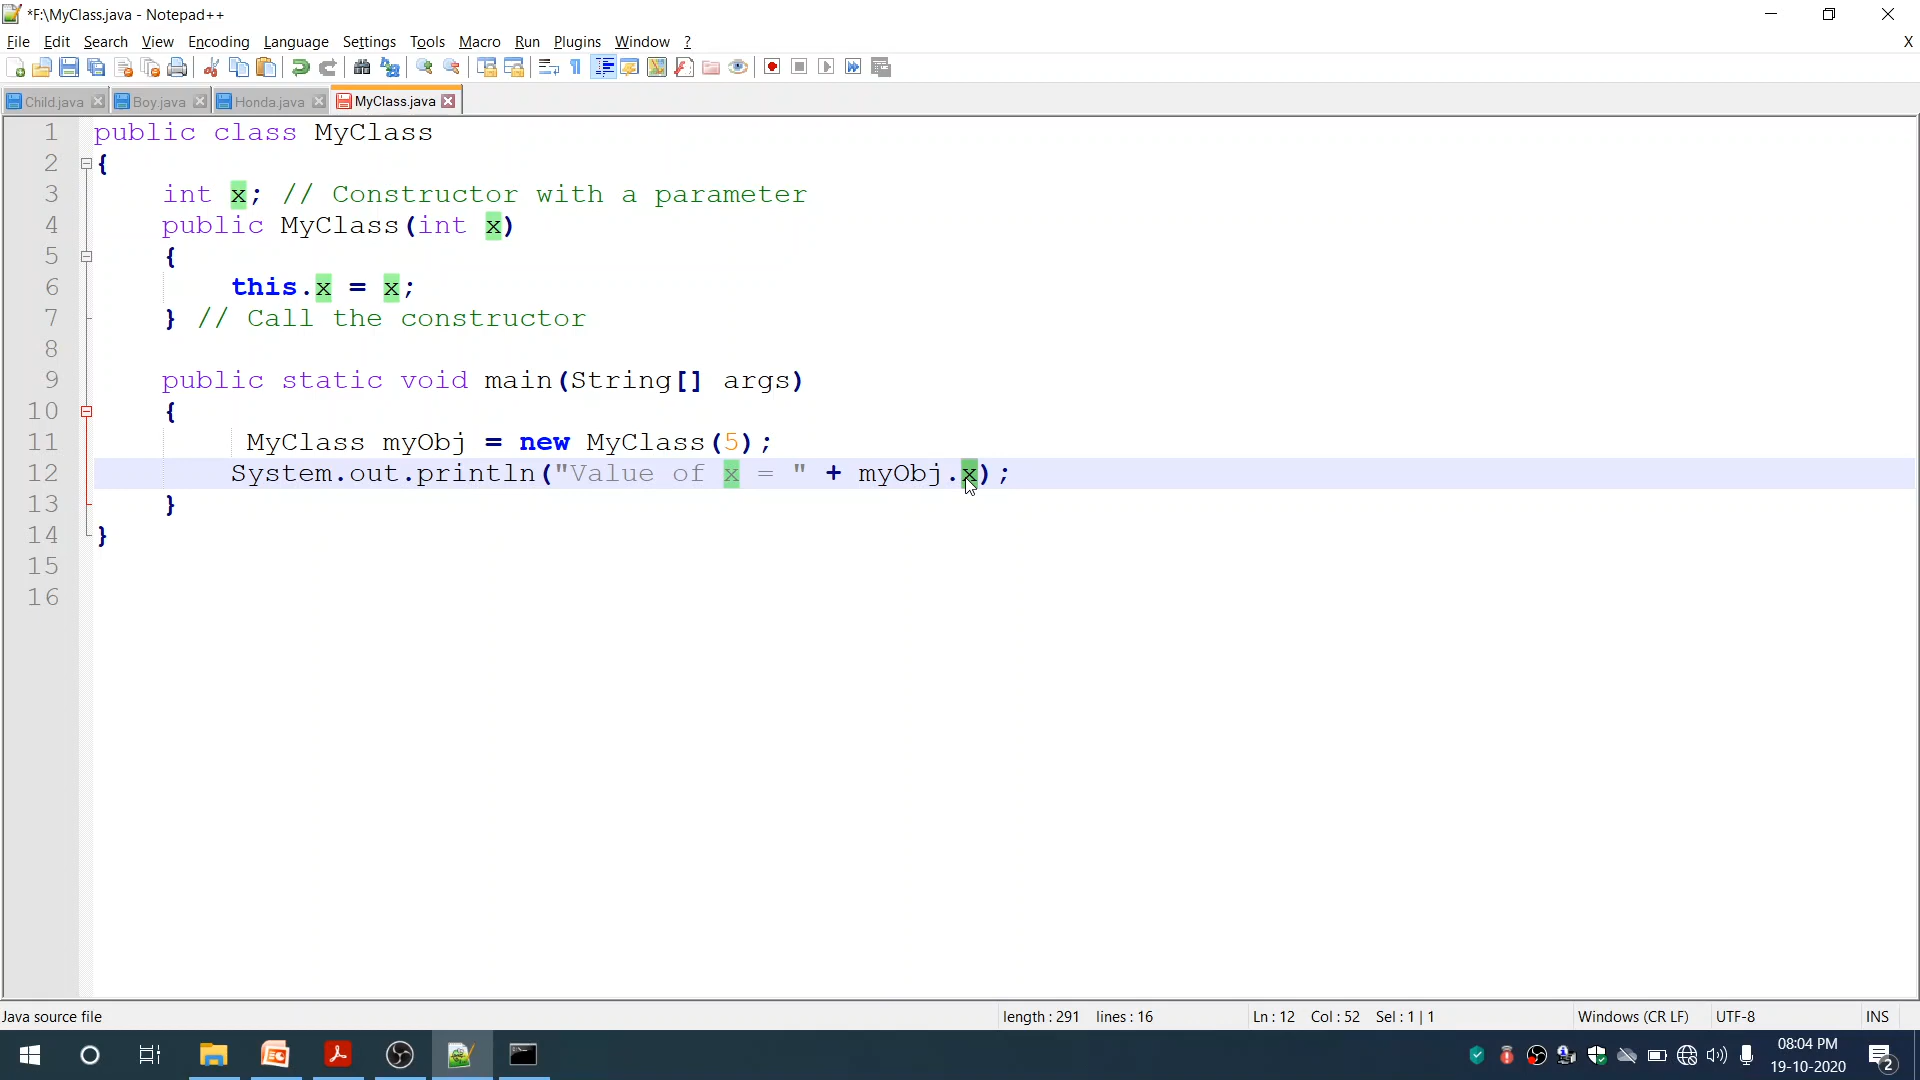 *F:\MyClass.java - Notepad++
File Edit Search View Encoding Language Settings Tools Macro Run Plugins Window ? X
Child.java Boy.java Honda.java MyClass.java
1 public class MyClass
2 {
3 int x; // Constructor with a parameter
4 public MyClass(int x)
5 {
6 this.x = x;
7 } // Call the constructor
8
9 public static void main(String[] args)
10 {
11 MyClass myObj = new MyClass(5);
12 System.out.println("Value of x = " + myObj.x);
13 }
14 }
15
16
Java source file length : 291 lines : 16 Ln : 12 Col : 52 Sel : 1 | 1 Windows (CR LF) UTF-8 INS
08:04 PM
19-10-2020
2